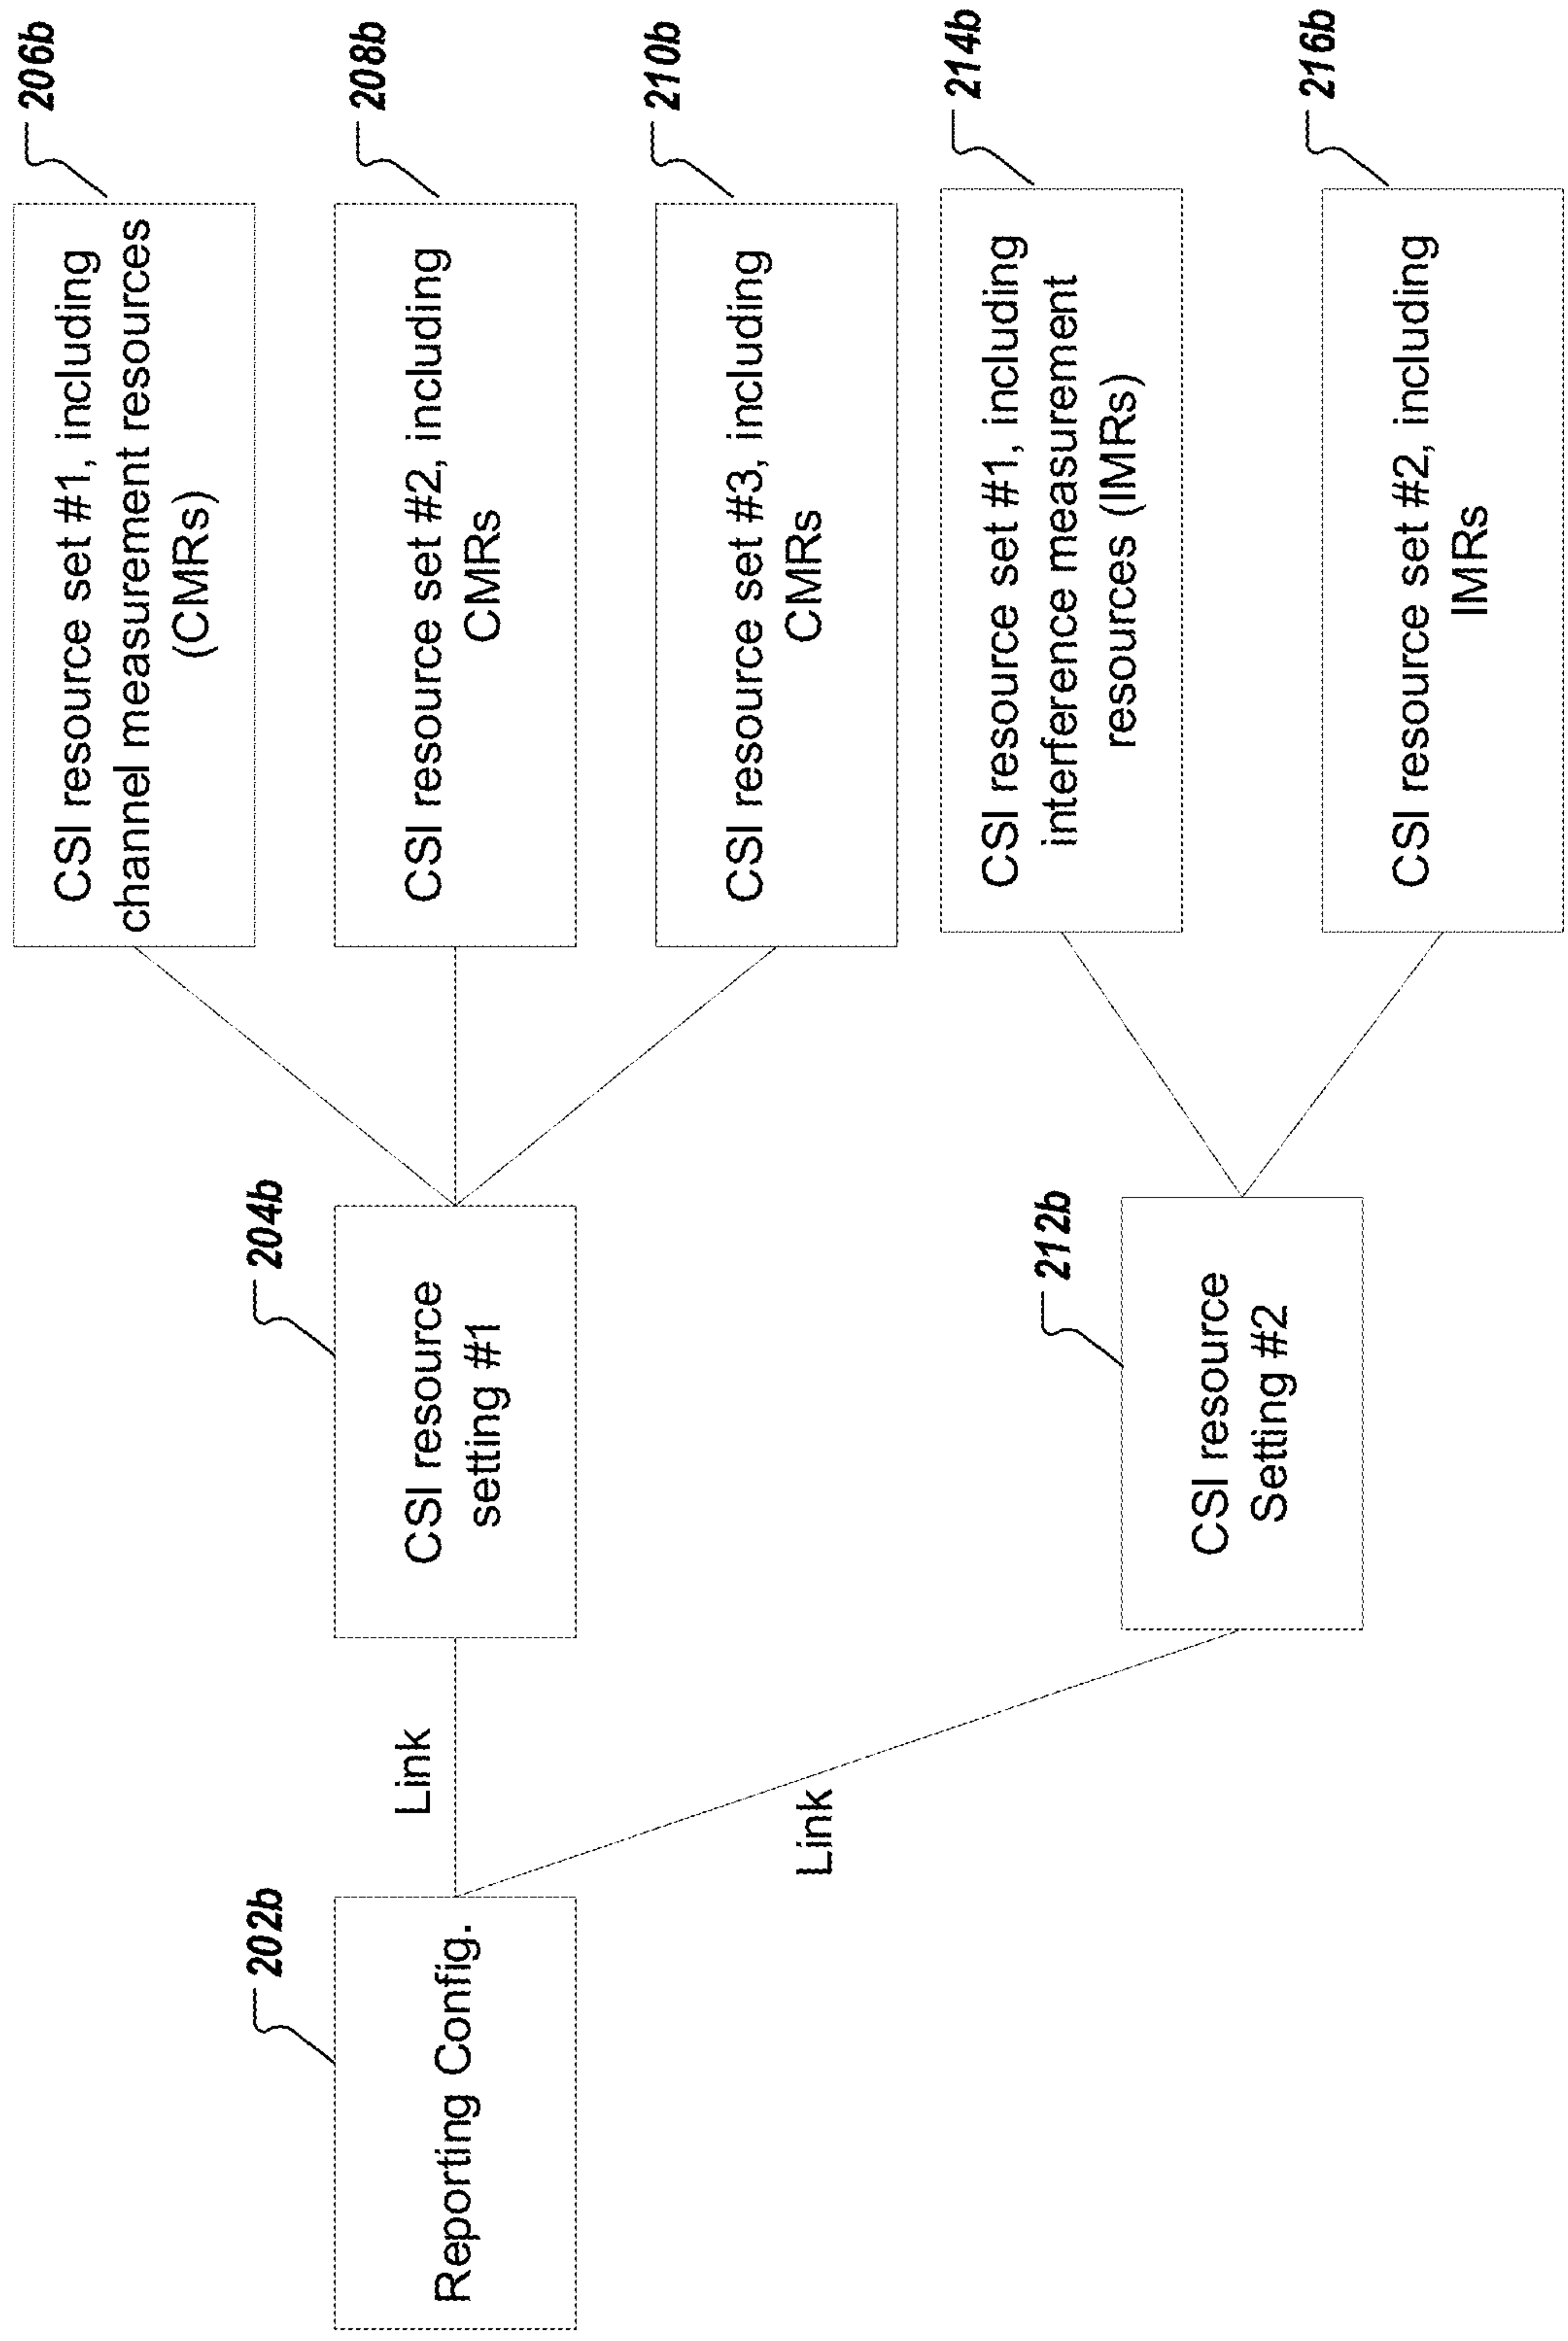 202b
Reporting Config.
Link
Link
204b
CSI resource
setting #1
212b
CSI resource
Setting #2
206b
CSI resource set #1, including
channel measurement resources
(CMRs)
208b
CSI resource set #2, including
CMRs
210b
CSI resource set #3, including
CMRs
214b
CSI resource set #1, including
interference measurement
resources (IMRs)
216b
CSI resource set #2, including
IMRs